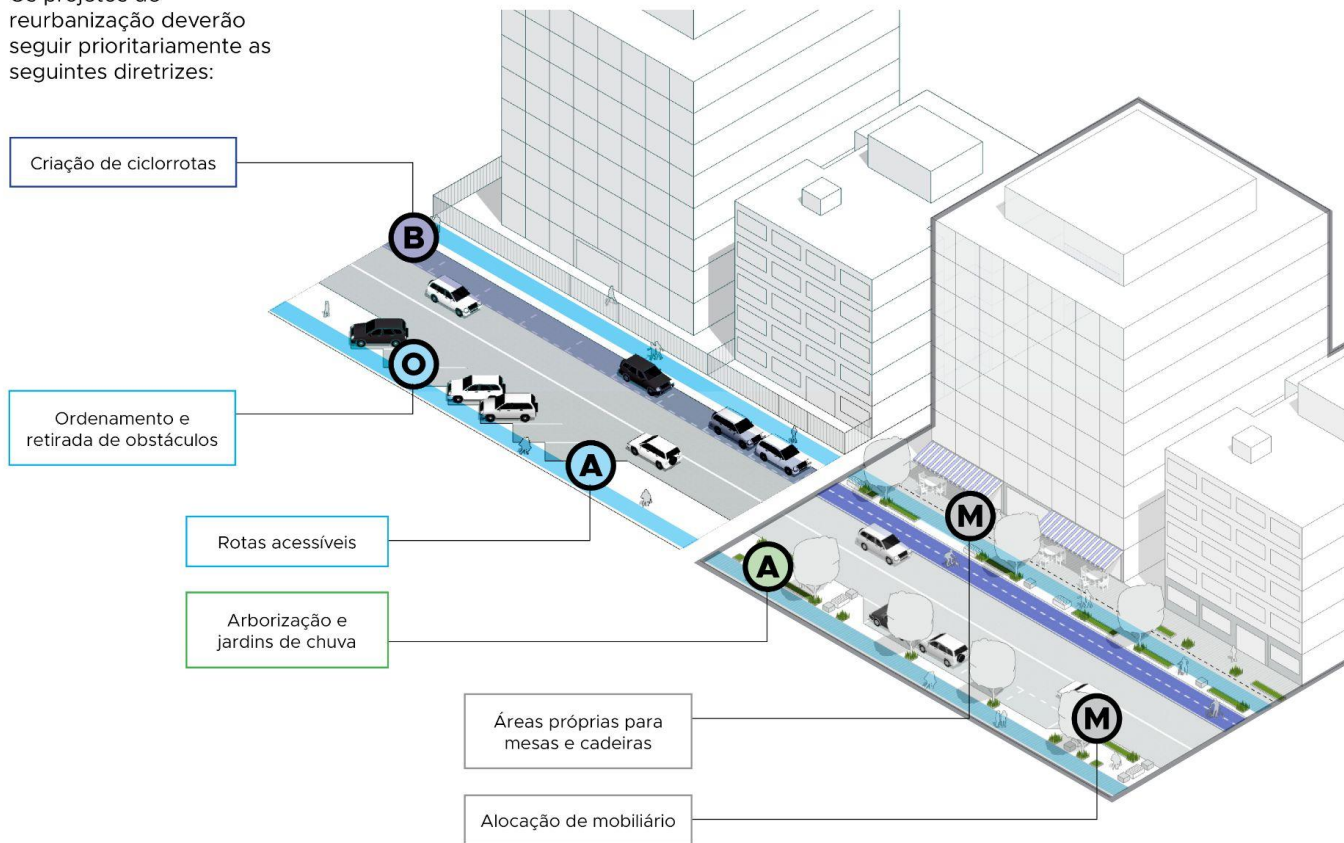 reurbanização deverão
seguir prioritariamente as
seguintes diretrizes:
Criação de ciclorrotas
B
O
Ordenamento e
retirada de obstáculos
A
Rotas acessíveis
M
A
Arborização e
jardins de chuva
Áreas próprias para
mesas e cadeiras
M
Alocação de mobiliário